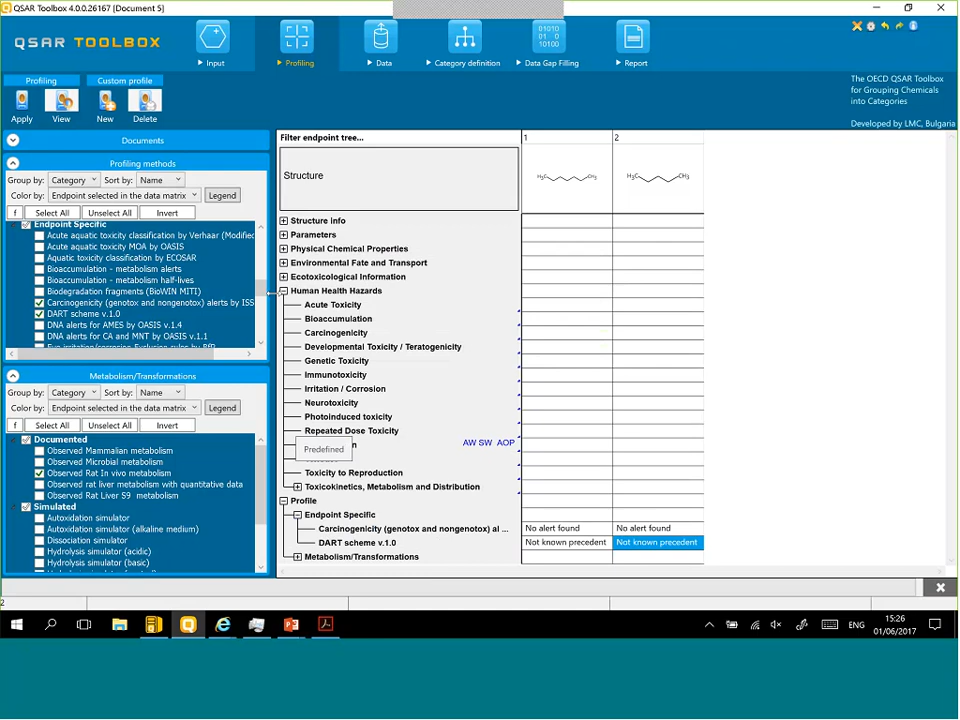 QSAR Toolbox 4.0.0.26167 [Document 5]
QSAR TOOLBOX
Input
Profiling
Data
Category definition
01010
01 0
10100
Data Gap Filling
Report
Profiling
Custom profile
Apply
View
New
Delete
The OECD QSAR Toolbox
for Grouping Chemicals
into Categories
Developed by LMC, Bulgaria
Documents
Profiling methods
Group by: Category Sort by: Name
Color by: Endpoint selected in the data matrix Legend
f Select All Unselect All Invert
Endpoint Specific
Acute aquatic toxicity classification by Verhaar (Modified
Acute aquatic toxicity MOA by OASIS
Aquatic toxicity classification by ECOSAR
Bioaccumulation - metabolism alerts
Bioaccumulation - metabolism half-lives
Biodegradation fragments (BioWIN MITI)
Carcinogenicity (genotox and nongenotox) alerts by ISS
DART scheme v.1.0
DNA alerts for AMES by OASIS v.1.4
DNA alerts for CA and MNT by OASIS v.1.1
Metabolism/Transformations
Group by: Category Sort by: Name
Color by: Endpoint selected in the data matrix Legend
f Select All Unselect All Invert
Documented
Observed Mammalian metabolism
Observed Microbial metabolism
Observed Rat In vivo metabolism
Observed rat liver metabolism with quantitative data
Observed Rat Liver S9 metabolism
Simulated
Autoxidation simulator
Autoxidation simulator (alkaline medium)
Dissociation simulator
Hydrolysis simulator (acidic)
Hydrolysis simulator (basic)
Filter endpoint tree... 1 2
Structure
H₃C CH₃ H₃C CH₃
Structure info
Parameters
Physical Chemical Properties
Environmental Fate and Transport
Ecotoxicological Information
Human Health Hazards
Acute Toxicity
Bioaccumulation
Carcinogenicity
Developmental Toxicity / Teratogenicity
Genetic Toxicity
Immunotoxicity
Irritation / Corrosion
Neurotoxicity
Photoinduced toxicity
Repeated Dose Toxicity
AW SW AOP
Predefined
Toxicity to Reproduction
Toxicokinetics, Metabolism and Distribution
Profile
Endpoint Specific
Carcinogenicity (genotox and nongenotox) al ... No alert found No alert found
DART scheme v.1.0 Not known precedent Not known precedent
Metabolism/Transformations
2
ENG
15:26
01/06/2017